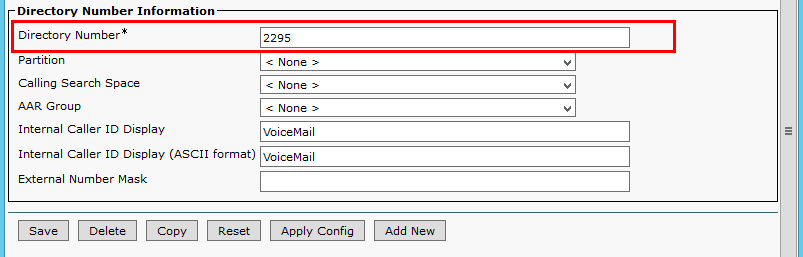 Directory Number Information
Directory Number* 2295
Partition < None >
Calling Search Space < None >
AAR Group < None >
Internal Caller ID Display VoiceMail
Internal Caller ID Display (ASCII format) VoiceMail
External Number Mask
Save Delete Copy Reset Apply Config Add New